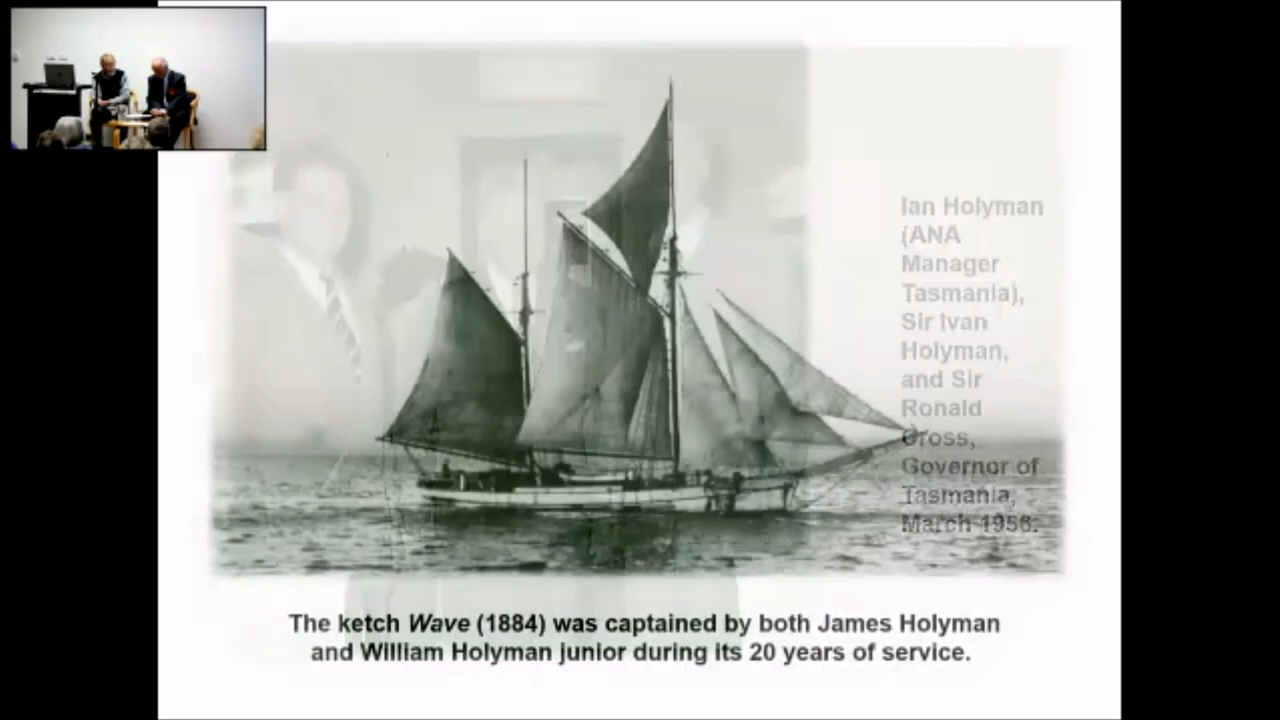 Ian Holyman
(ANA
Manager
Tasmania),
Sir Ivan
Holyman,
and Sir
Ronald
Cross,
Governor of
Tasmania,
March 1956.
The ketch Wave (1884) was captained by both James Holyman
and William Holyman junior during its 20 years of service.